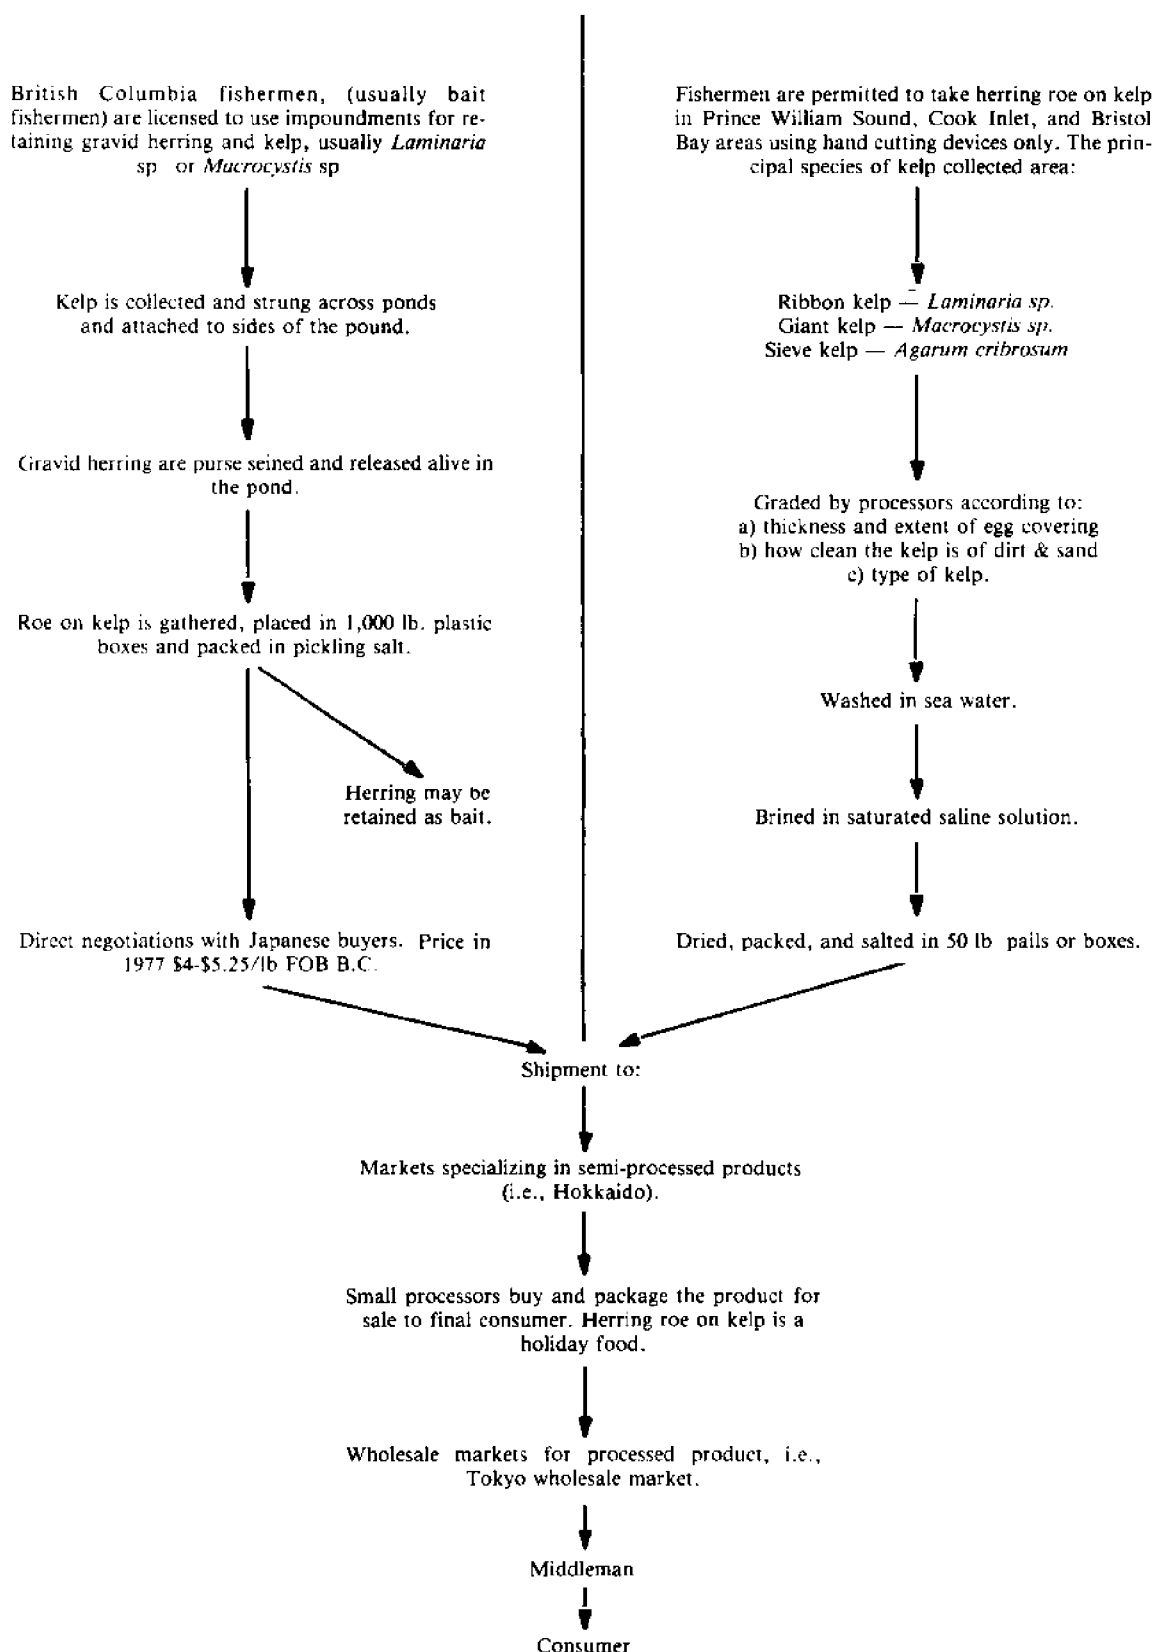 British Columbia fishermen, (usually bait
fishermen) are licensed to use impoundments for re-
taining gravid herring and kelp, usually Laminaria
sp or Macrocystis sp
Kelp is collected and strung across ponds
and attached to sides of the pound.
Gravid herring are purse seined and released alive in
the pond.
Roe on kelp is gathered, placed in 1,000 lb. plastic
boxes and packed in pickling salt.
Herring may be
retained as bait.
Direct negotiations with Japanese buyers. Price in
1977 $4-$5.25/lb FOB B.C.
Fishermen are permitted to take herring roe on kelp
in Prince William Sound, Cook Inlet, and Bristol
Bay areas using hand cutting devices only. The prin-
cipal species of kelp collected area:
Ribbon kelp — Laminaria sp.
Giant kelp — Macrocystis sp.
Sieve kelp — Agarum cribrosum
Graded by processors according to:
a) thickness and extent of egg covering
b) how clean the kelp is of dirt & sand
c) type of kelp.
Washed in sea water.
Brined in saturated saline solution.
Dried, packed, and salted in 50 lb pails or boxes.
Shipment to:
Markets specializing in semi-processed products
(i.e., Hokkaido).
Small processors buy and package the product for
sale to final consumer. Herring roe on kelp is a
holiday food.
Wholesale markets for processed product, i.e.,
Tokyo wholesale market.
Middleman
Consumer